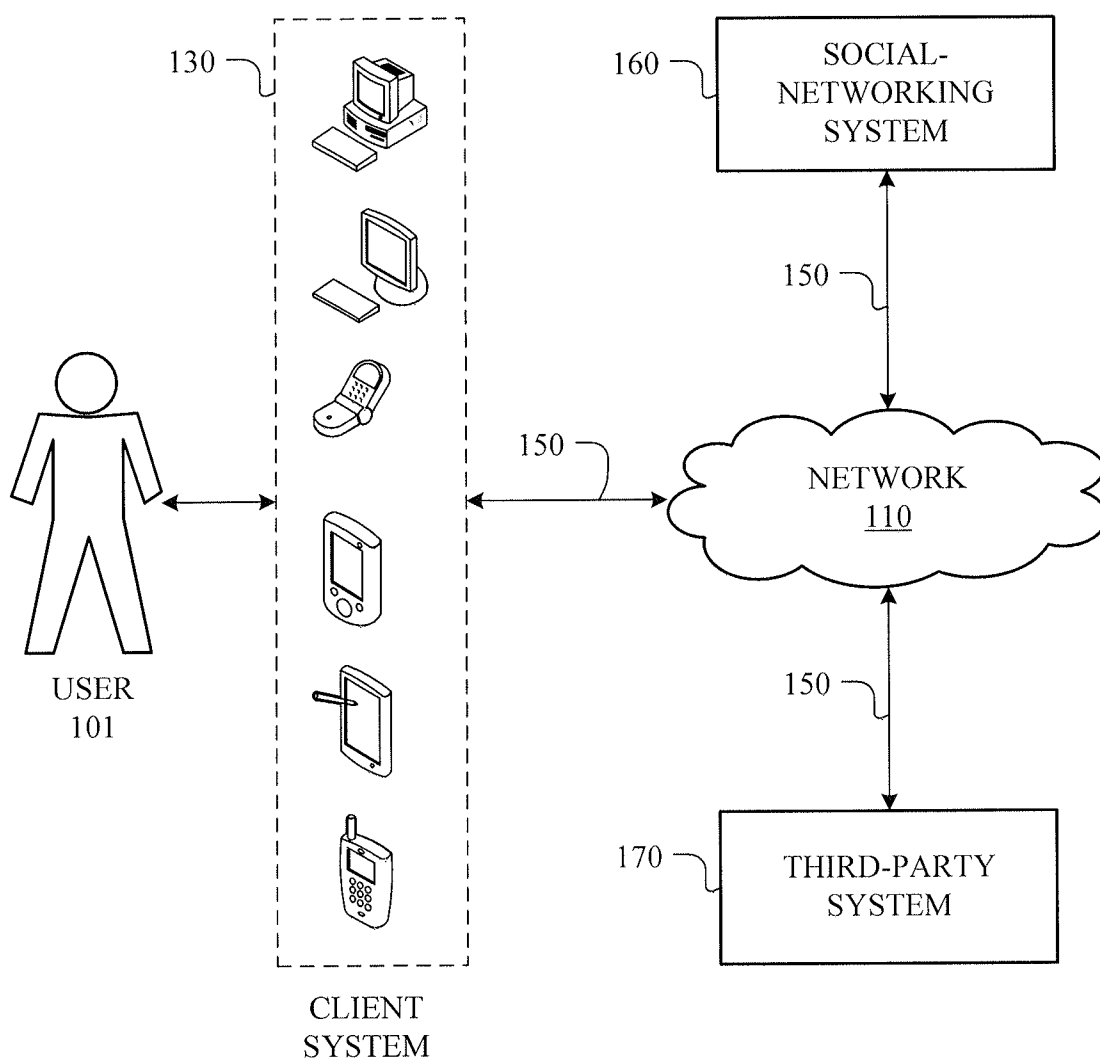 130
160
SOCIAL-
NETWORKING
SYSTEM
150
150
NETWORK
110
USER
101
150
170
THIRD-PARTY
SYSTEM
CLIENT
SYSTEM